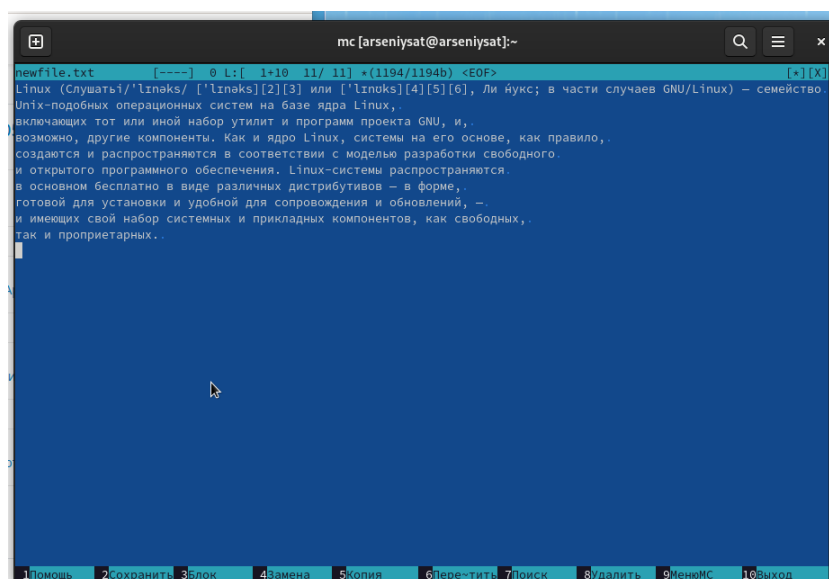 mc [arseniysat@arseniysat]:~
newfile.txt [----] 0 L:[ 1+10 11/ 11] *(1194/1194b) <EOF> [*][X]
Linux (Слушатьi/ˈlɪnəks/ [ˈlɪnəks][2][3] или [ˈlɪnʊks][4][5][6], Ли́нукс; в части случаев GNU/Linux) — семейство.
Unix-подобных операционных систем на базе ядра Linux,.
включающих тот или иной набор утилит и программ проекта GNU, и,.
возможно, другие компоненты. Как и ядро Linux, системы на его основе, как правило,.
создаются и распространяются в соответствии с моделью разработки свободного.
и открытого программного обеспечения. Linux-системы распространяются.
в основном бесплатно в виде различных дистрибутивов — в форме,.
готовой для установки и удобной для сопровождения и обновлений, —.
и имеющих свой набор системных и прикладных компонентов, как свободных,.
так и проприетарных..
1Помощь 2Сохранить 3Блок 4Замена 5Копия 6Пере~тить 7Поиск 8Удалить 9МенюMC 10Выход